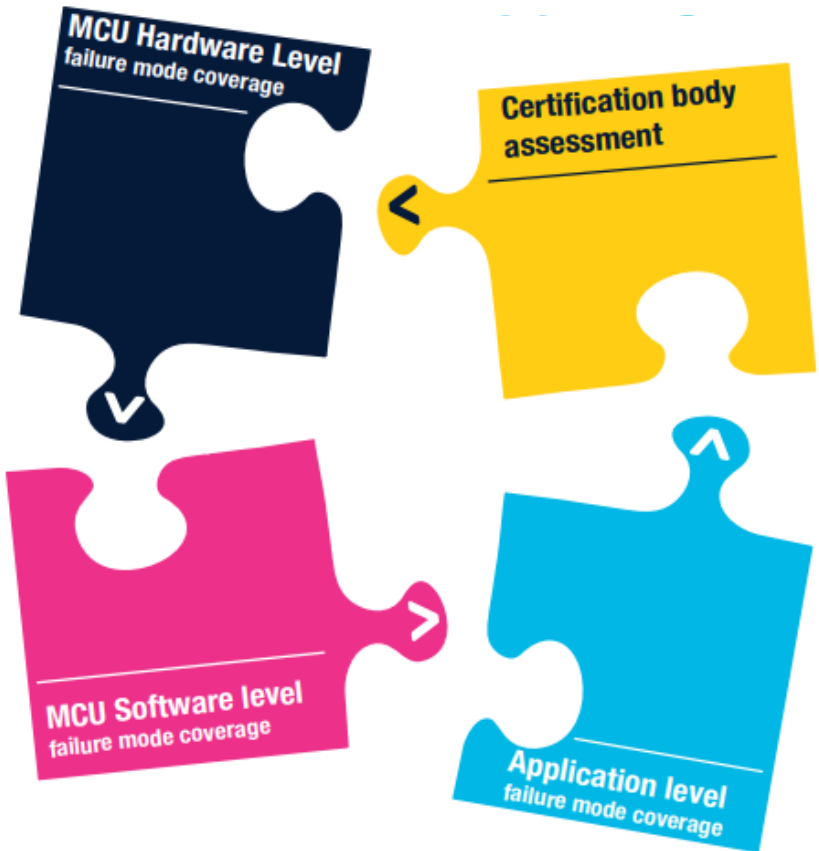 MCU Hardware Level
failure mode coverage
Certification body
assessment
<
V
MCU Software level
failure mode coverage
>
Application level
failure mode coverage